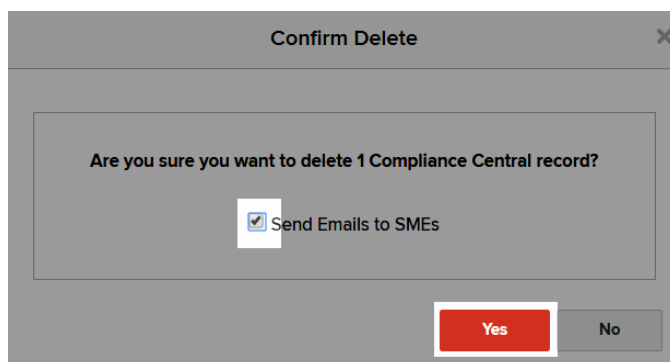 Confirm Delete
Are you sure you want to delete 1 Compliance Central record?
Send Emails to SMEs
Yes
No